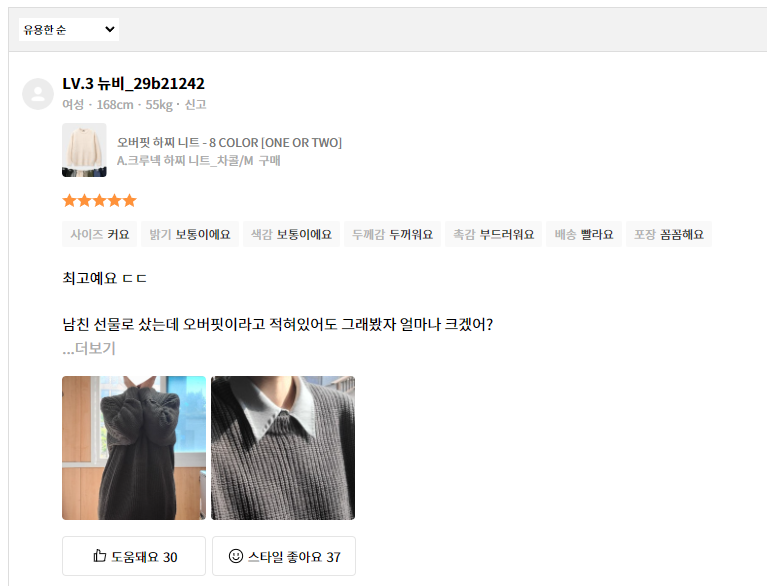 유용한 순
LV.3 뉴비_29b21242
여성 · 168cm · 55kg · 신고
오버핏 하찌 니트 - 8 COLOR [ONE OR TWO]
A.크루넥 하찌 니트_차콜/M 구매
사이즈 커요 밝기 보통이에요 색감 보통이에요 두께감 두꺼워요 촉감 부드러워요 배송 빨라요 포장 꼼꼼해요
최고예요 ㄷㄷ
남친 선물로 샀는데 오버핏이라고 적혀있어도 그래봤자 얼마나 크겠어?
...더보기
도움돼요 30 스타일 좋아요 37